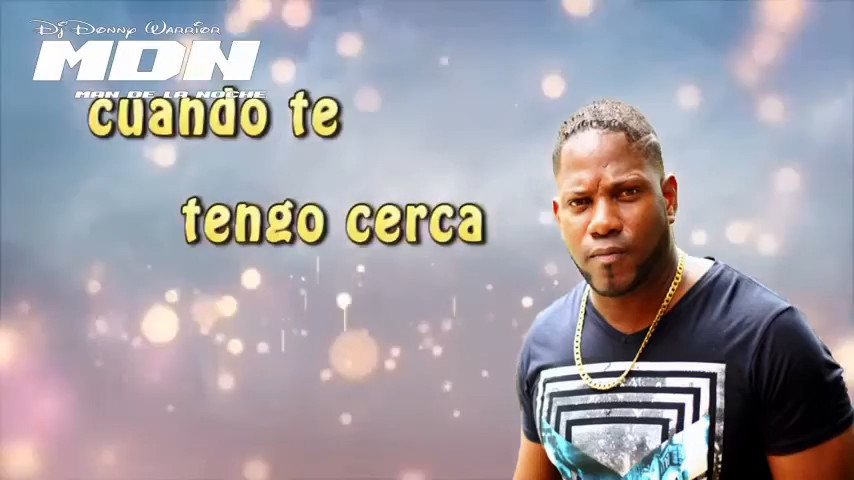 Dj Donny Warrior
MDN
MAN DE LA NOCHE
cuando te
tengo cerca